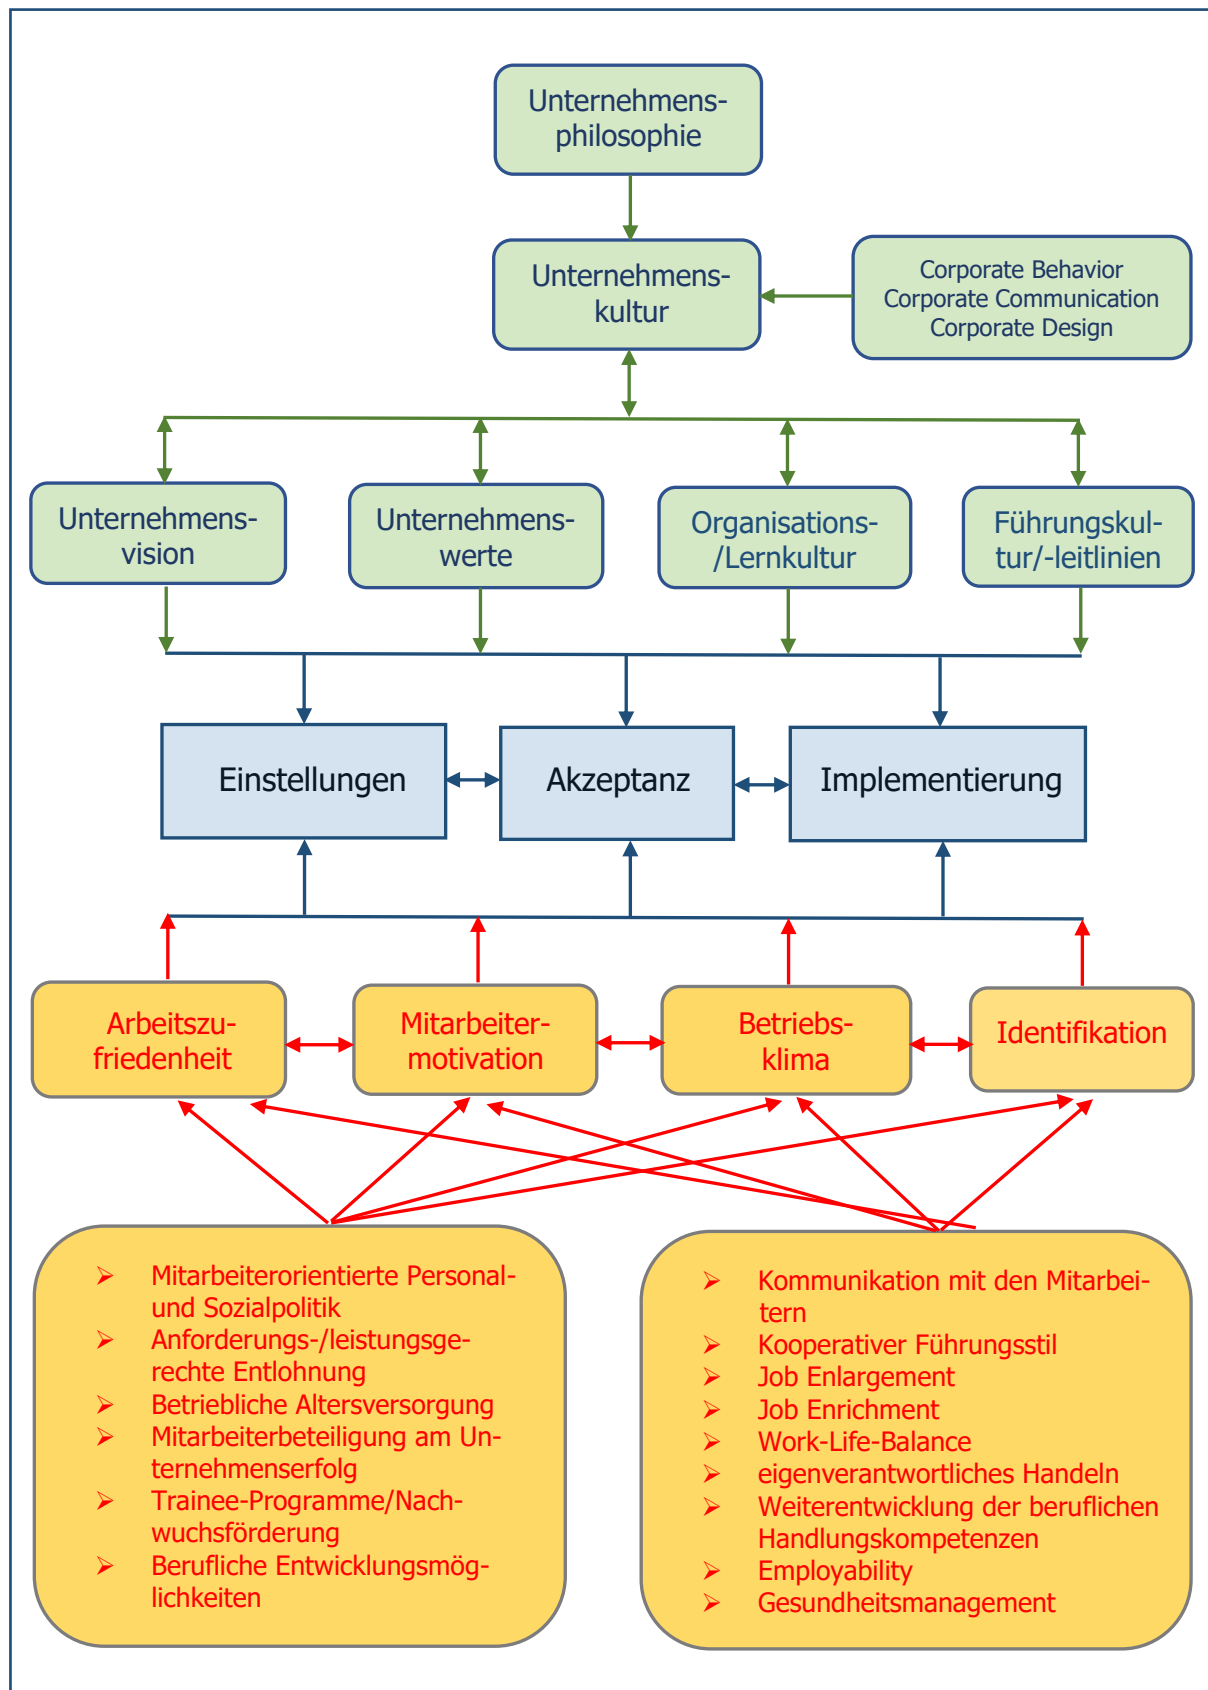 Unternehmens-
philosophie
Unternehmens-
kultur
Corporate Behavior
Corporate Communication
Corporate Design
Unternehmens-
vision
Unternehmens-
werte
Organisations-
/Lernkultur
Führungskul-
tur/-leitlinien
Einstellungen
Akzeptanz
Implementierung
Arbeitszu-
friedenheit
Mitarbeiter-
motivation
Betriebs-
klima
Identifikation
➢ Mitarbeiterorientierte Personal-
und Sozialpolitik
➢ Anforderungs-/leistungsge-
rechte Entlohnung
➢ Betriebliche Altersversorgung
➢ Mitarbeiterbeteiligung am Un-
ternehmenserfolg
➢ Trainee-Programme/Nach-
wuchsförderung
➢ Berufliche Entwicklungsmög-
lichkeiten
➢ Kommunikation mit den Mitarbei-
tern
➢ Kooperativer Führungsstil
➢ Job Enlargement
➢ Job Enrichment
➢ Work-Life-Balance
➢ eigenverantwortliches Handeln
➢ Weiterentwicklung der beruflichen
Handlungskompetenzen
➢ Employability
➢ Gesundheitsmanagement